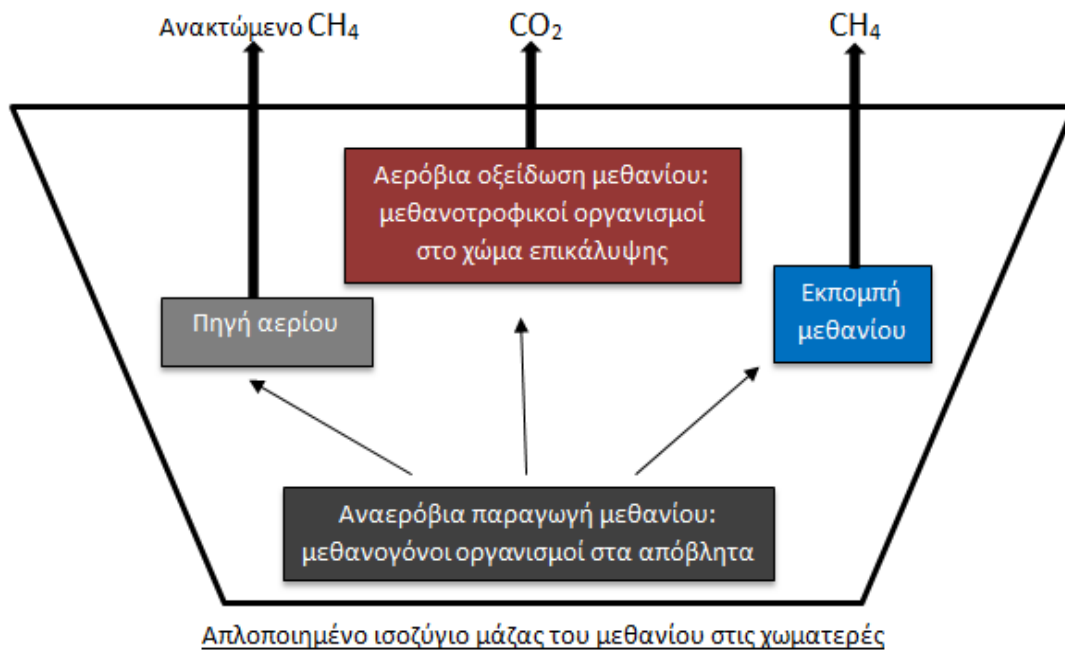 Ανακτώμενο CH₄
CO₂
CH₄
Αερόβια οξείδωση μεθανίου:
μεθανοτροφικοί οργανισμοί
στο χώμα επικάλυψης
Πηγή αερίου
Εκπομπή
μεθανίου
Αναερόβια παραγωγή μεθανίου:
μεθανογόνοι οργανισμοί στα απόβλητα
Απλοποιημένο ισοζύγιο μάζας του μεθανίου στις χωματερές